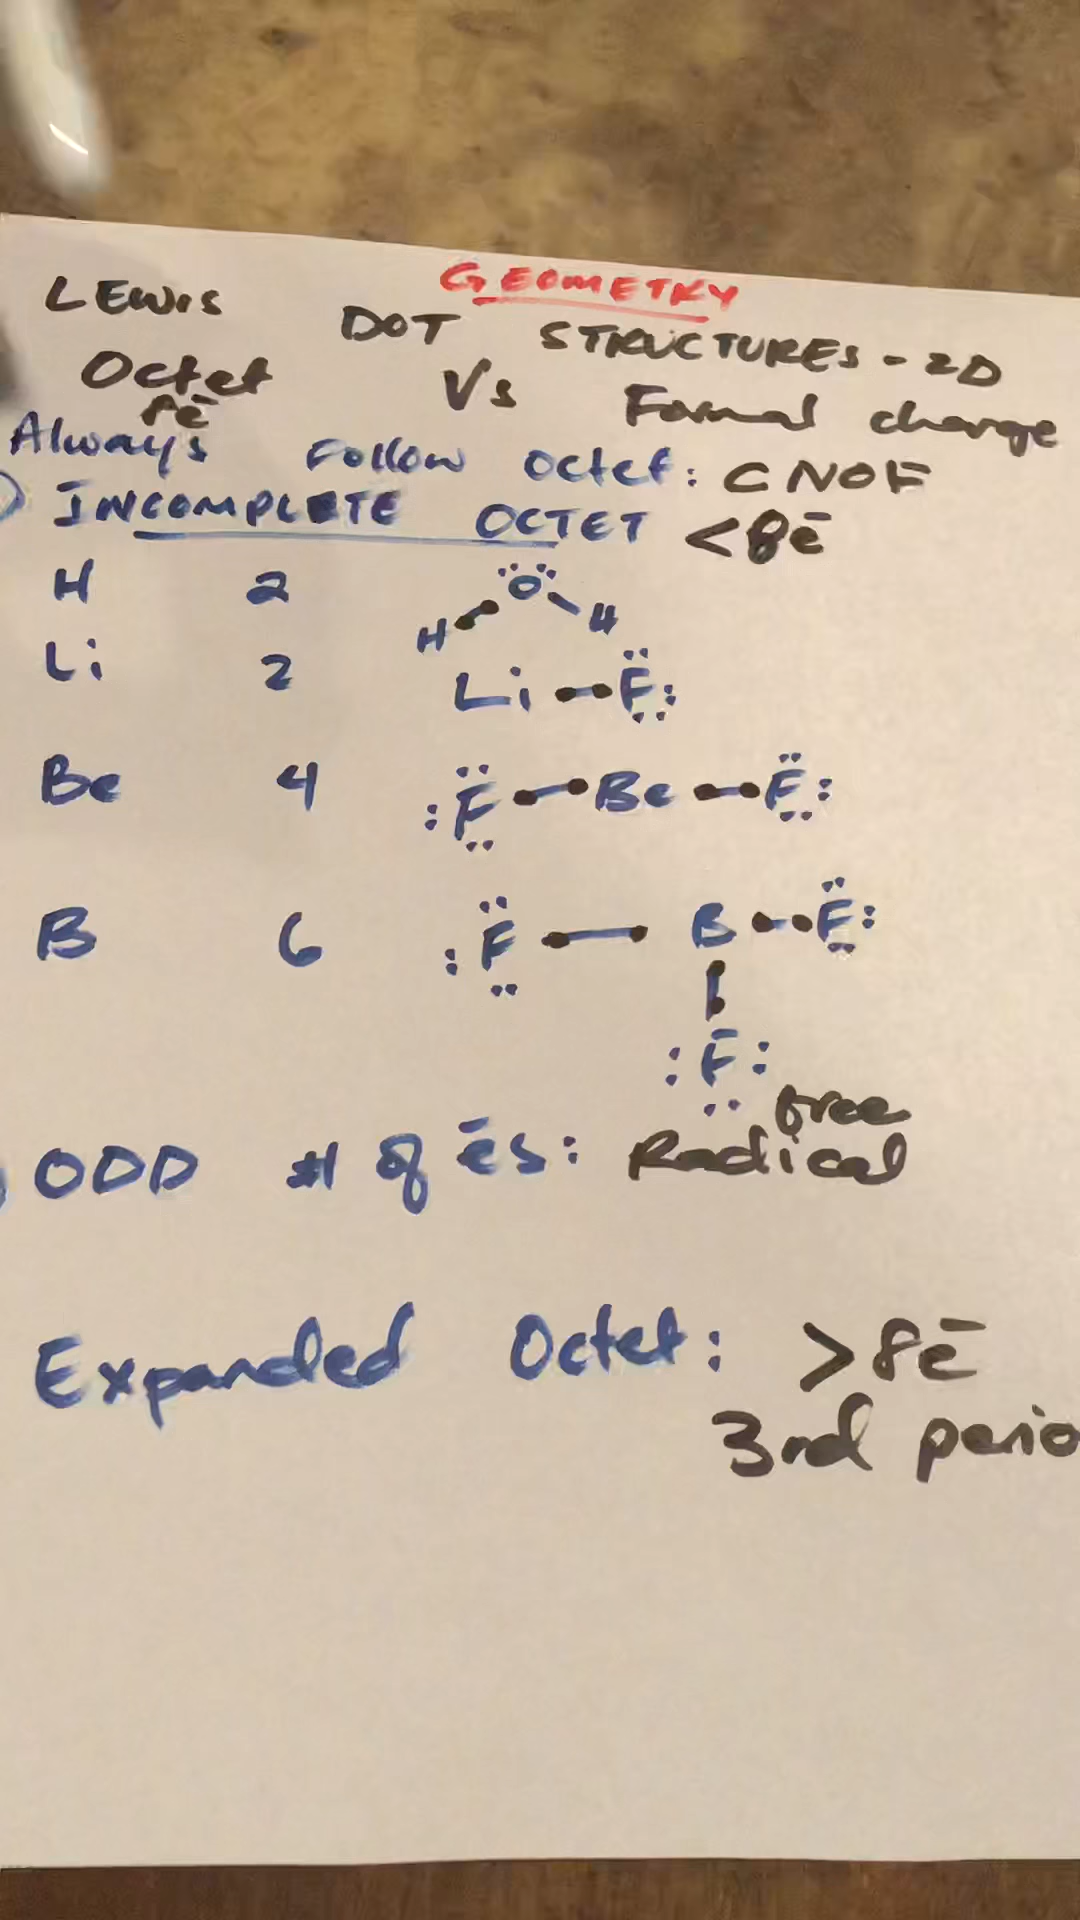 GEOMETRY
LEWIS DOT STRUCTURES - 2D
Octet Vs Formal charge
8ē
Always Follow Octet: CNOF
INCOMPLETE OCTET <8ē
H 2 H O H
Li 2 Li F
Be 4 F Be F
B 6 F B F
F
free
ODD # of ēs: Radical
Expanded Octet: >8ē
3rd perio